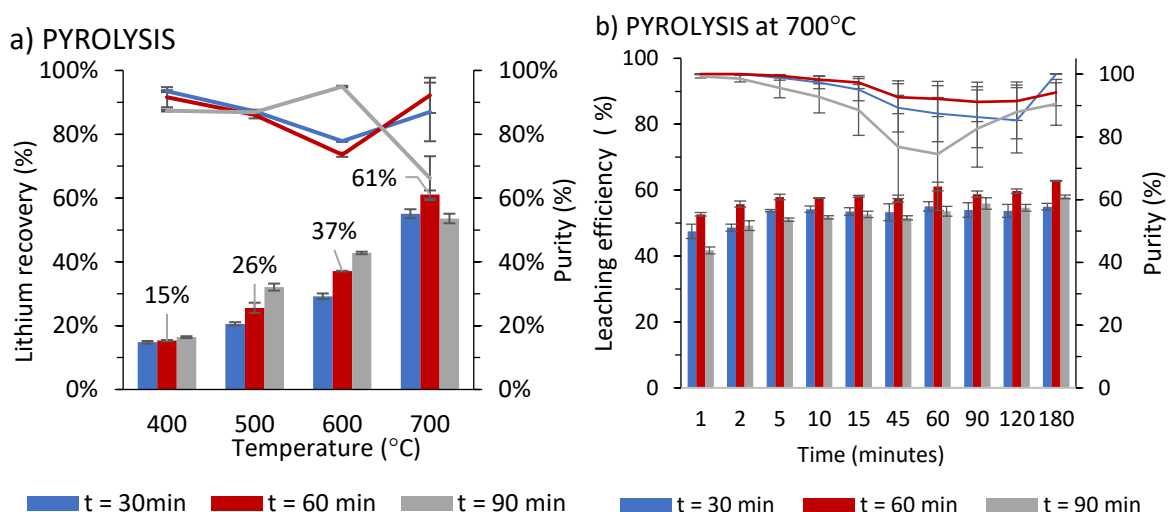 a) PYROLYSIS
100%
80%
60%
40%
20%
0%
Lithium recovery (%)
15%
26%
37%
61%
100%
80%
60%
40%
20%
0%
Purity (%)
400 500 600 700
Temperature (°C)
t = 30min t = 60 min t = 90 min
b) PYROLYSIS at 700°C
100
80
60
40
20
0
Leaching efficiency ( %)
100
80
60
40
20
0
Purity (%)
1 2 5 10 15 45 60 90 120 180
Time (minutes)
t = 30 min t = 60 min t = 90 min